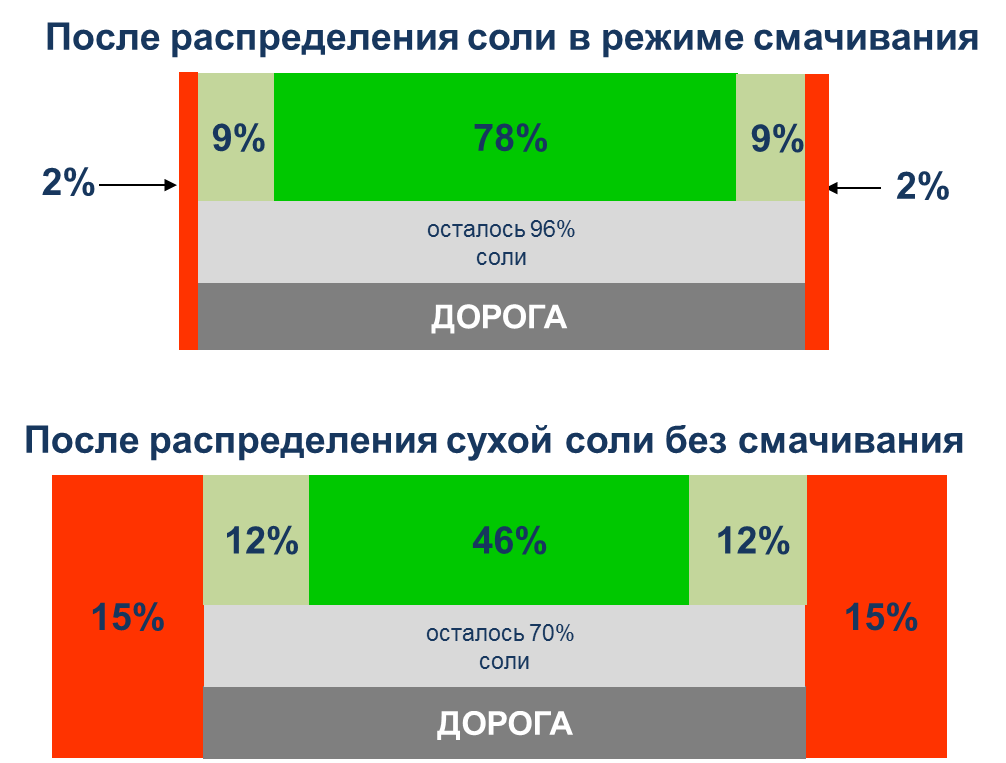 После распределения соли в режиме смачивания
9%
78%
9%
2%
2%
осталось 96%
соли
ДОРОГА
После распределения сухой соли без смачивания
12%
46%
12%
15%
15%
осталось 70%
соли
ДОРОГА